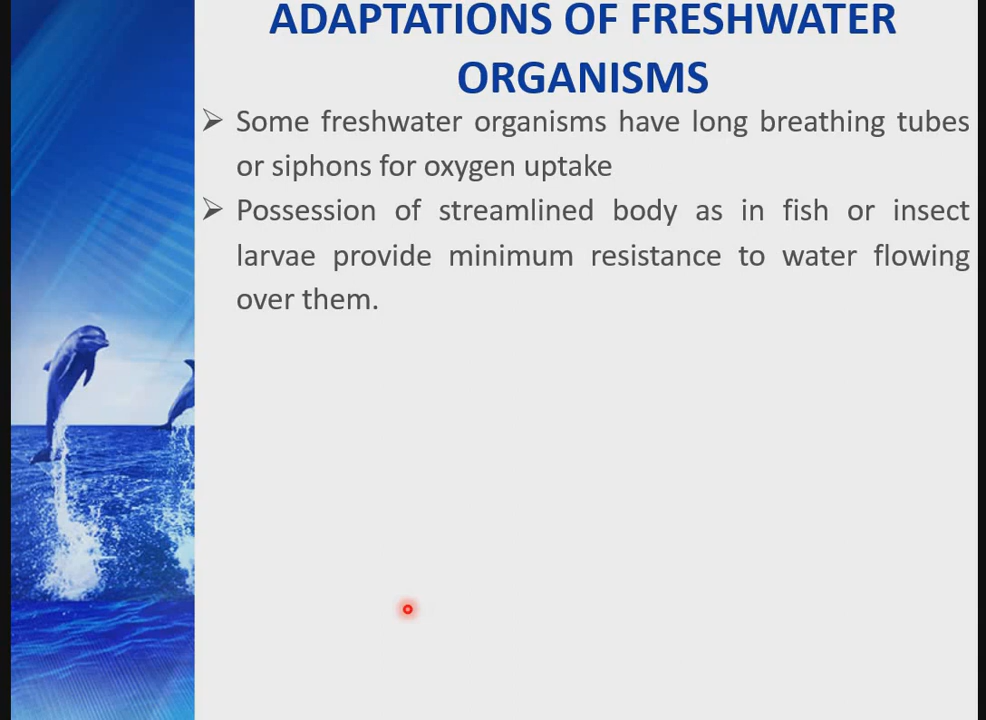 ADAPTATIONS OF FRESHWATER
ORGANISMS
➢ Some freshwater organisms have long breathing tubes
or siphons for oxygen uptake
➢ Possession of streamlined body as in fish or insect
larvae provide minimum resistance to water flowing
over them.